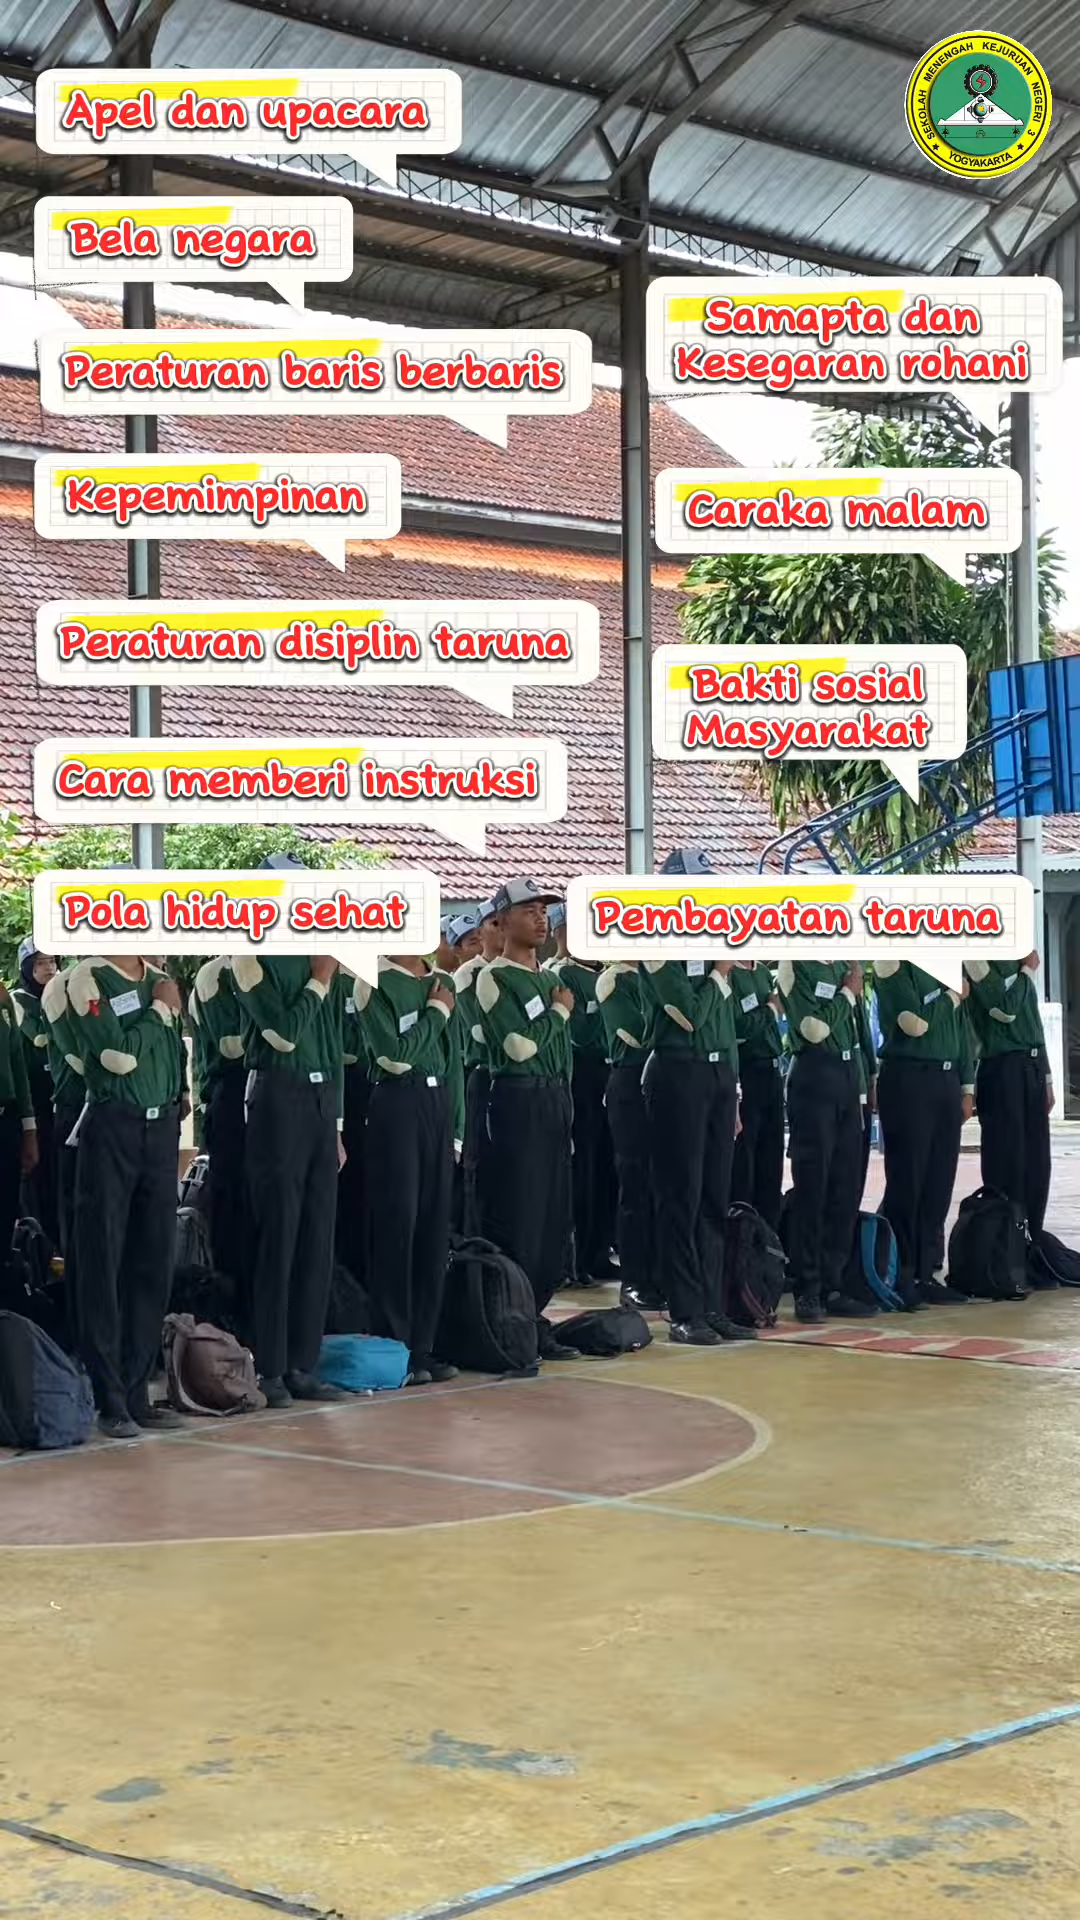 SEKOLAH MENENGAH KEJURUAN NEGERI 3
YOGYAKARTA
Apel dan upacara
Bela negara
Peraturan baris berbaris
Kepemimpinan
Peraturan disiplin taruna
Cara memberi instruksi
Pola hidup sehat
Samapta dan
Kesegaran rohani
Caraka malam
Bakti sosial
Masyarakat
Pembayatan taruna